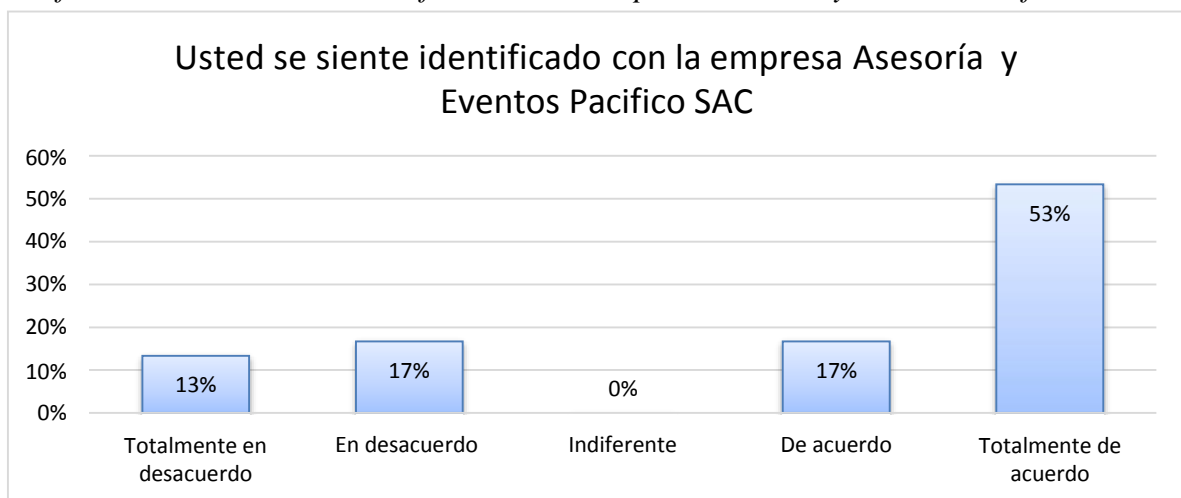 Usted se siente identificado con la empresa Asesoría y
Eventos Pacifico SAC
60%
50%
40%
30%
20%
10%
0%
13%
17%
0%
17%
53%
Totalmente en
desacuerdo
En desacuerdo
Indiferente
De acuerdo
Totalmente de
acuerdo